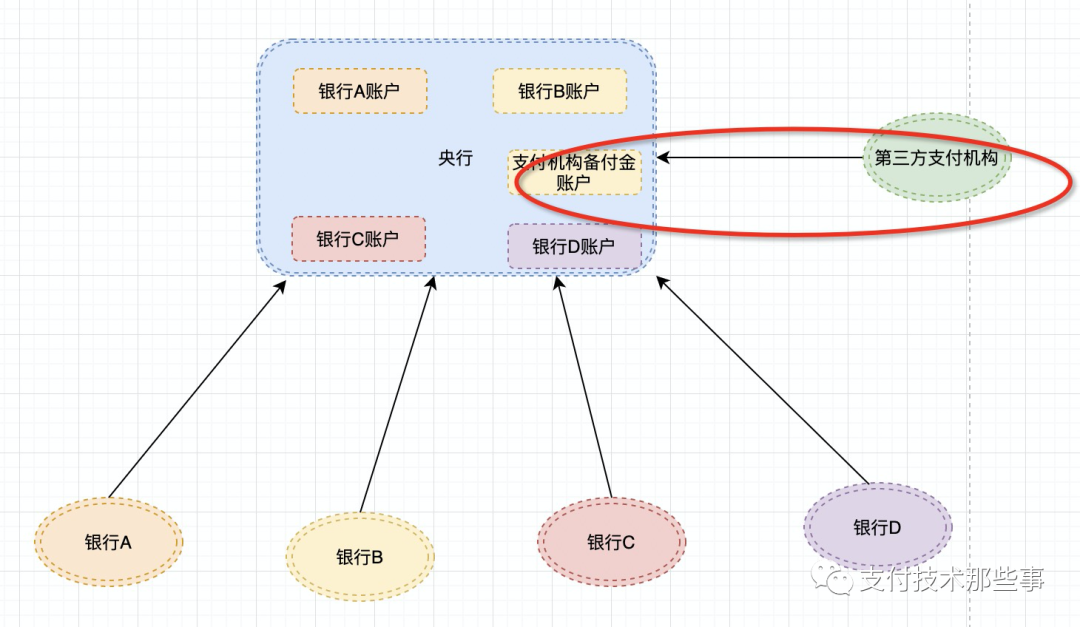 银行A账户
银行B账户
央行
支付机构备付金
账户
第三方支付机构
银行C账户
银行D账户
银行A
银行B
银行C
银行D
支付技术那些事